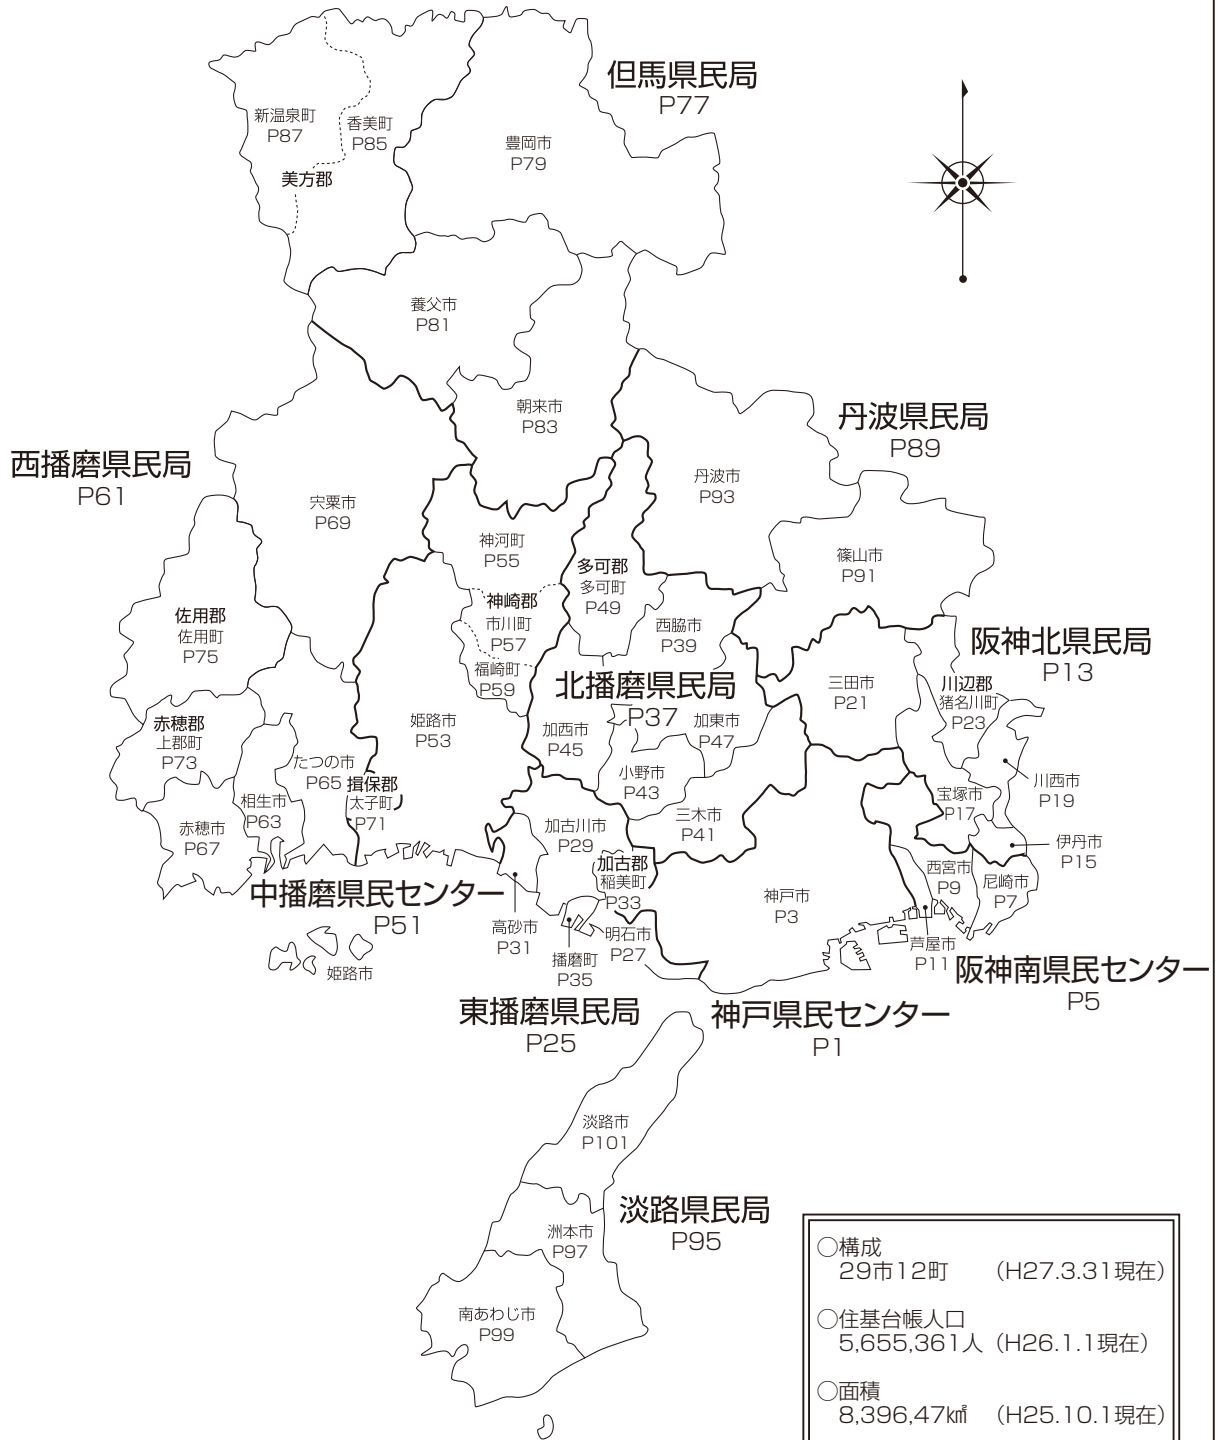 但馬県民局
P77
新温泉町
P87
香美町
P85
美方郡
豊岡市
P79
養父市
P81
朝来市
P83
丹波県民局
P89
丹波市
P93
篠山市
P91
西播磨県民局
P61
宍粟市
P69
佐用郡
佐用町
P75
赤穂郡
上郡町
P73
赤穂市
P67
相生市
P63
たつの市
P65
揖保郡
太子町
P71
神河町
P55
神崎郡
市川町
P57
福崎町
P59
姫路市
P53
中播磨県民センター
P51
姫路市
多可郡
多可町
P49
西脇市
P39
北播磨県民局
P37
加西市
P45
加東市
P47
小野市
P43
三木市
P41
阪神北県民局
P13
三田市
P21
川辺郡
猪名川町
P23
川西市
P19
宝塚市
P17
伊丹市
P15
西宮市
P9
尼崎市
P7
芦屋市
P11
阪神南県民センター
P5
加古川市
P29
加古郡
稲美町
P33
高砂市
P31
播磨町
P35
明石市
P27
東播磨県民局
P25
神戸市
P3
神戸県民センター
P1
淡路市
P101
淡路県民局
P95
洲本市
P97
南あわじ市
P99
○構成
29市12町 (H27.3.31現在)
○住基台帳人口
5,655,361人 (H26.1.1現在)
○面積
8,396,47㎢ (H25.10.1現在)